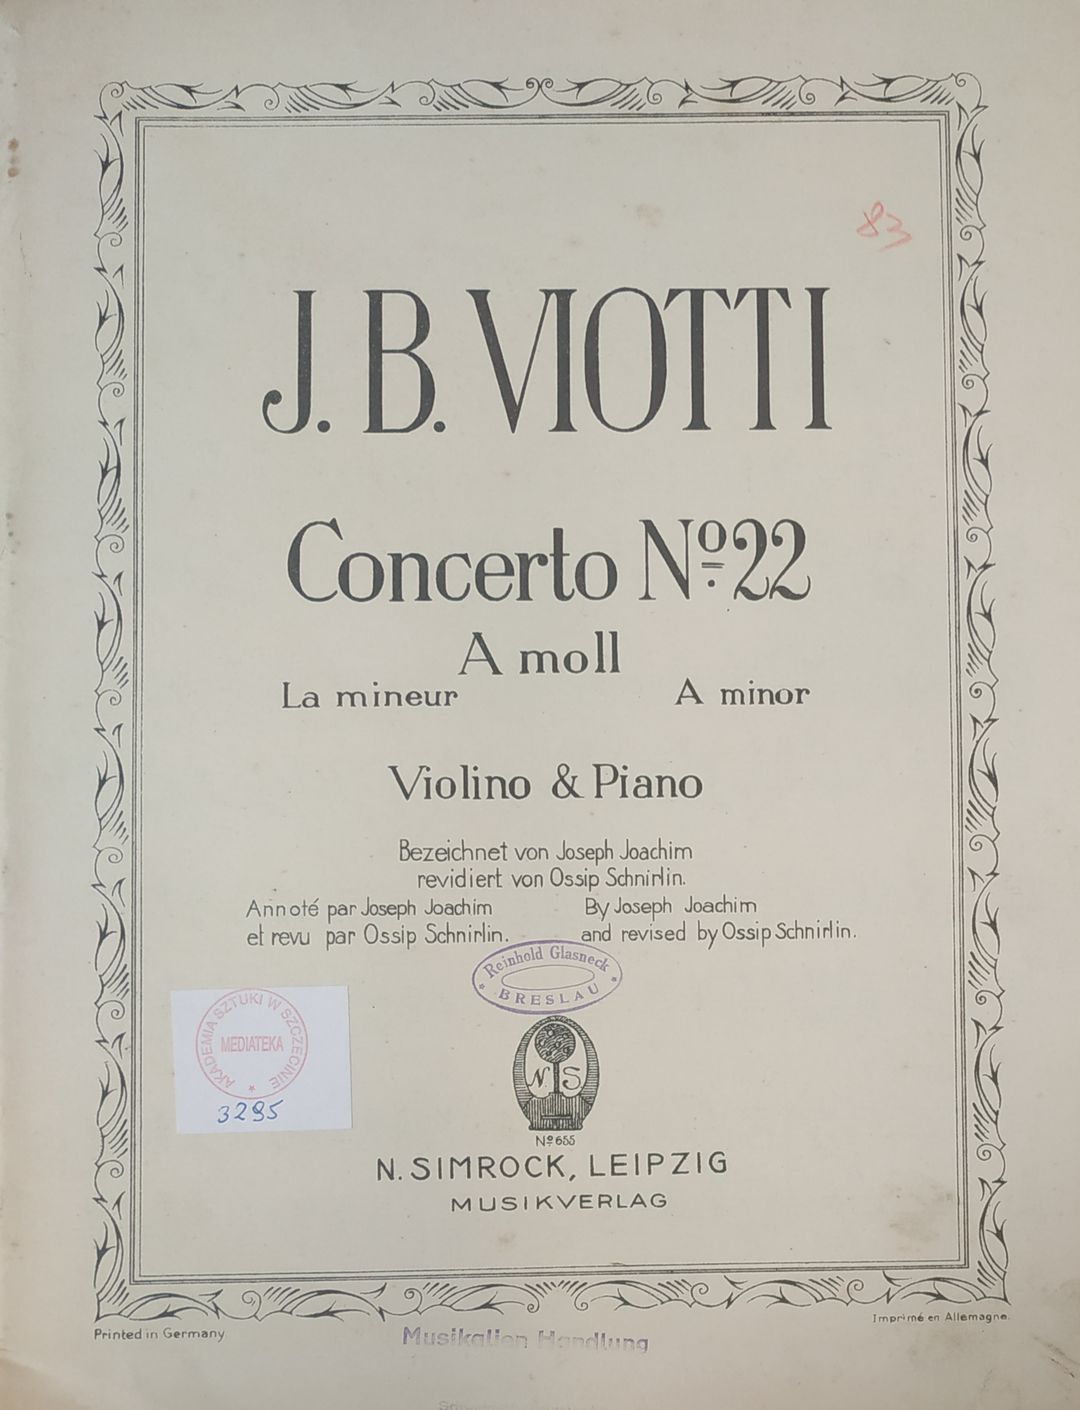 83
J. B. VIOTTI
Concerto Nº 22
A moll
La mineur A minor
Violino & Piano
Bezeichnet von Joseph Joachim
revidiert von Ossip Schnirlin.
Annoté par Joseph Joachim By Joseph Joachim
et revu par Ossip Schnirlin. and revised by Ossip Schnirlin.
Reinhold Glasneck
* BRESLAU *
AKADEMIA SZTUKI W SZCZECINIE *
MEDIATEKA
3295
N. S.
Nº 655
N. SIMROCK, LEIPZIG
MUSIKVERLAG
Imprimé en Allemagne.
Printed in Germany
Musikalien Handlung